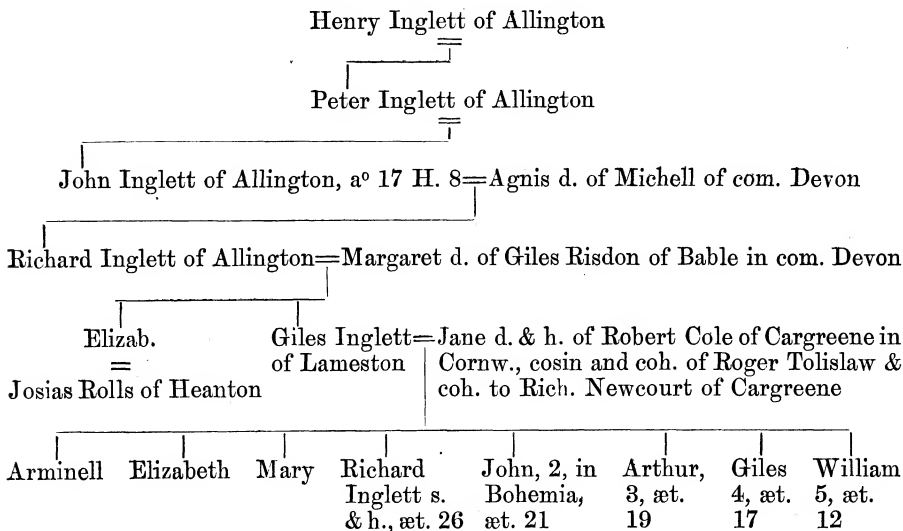 Henry Inglett of Allington
Peter Inglett of Allington
John Inglett of Allington, aº 17 H. 8=Agnis d. of Michell of com. Devon
Richard Inglett of Allington=Margaret d. of Giles Risdon of Bable in com. Devon
Elizab.
=
Josias Rolls of Heanton
Giles Inglett=
of Lameston
Jane d. & h. of Robert Cole of Cargreene in
Cornw., cosin and coh. of Roger Tolislaw &
coh. to Rich. Newcourt of Cargreene
Arminell
Elizabeth
Mary
Richard
Inglett s.
& h., æt. 26
John, 2, in
Bohemia,
æt. 21
Arthur,
3, æt.
19
Giles
4, æt.
17
William
5, æt.
12